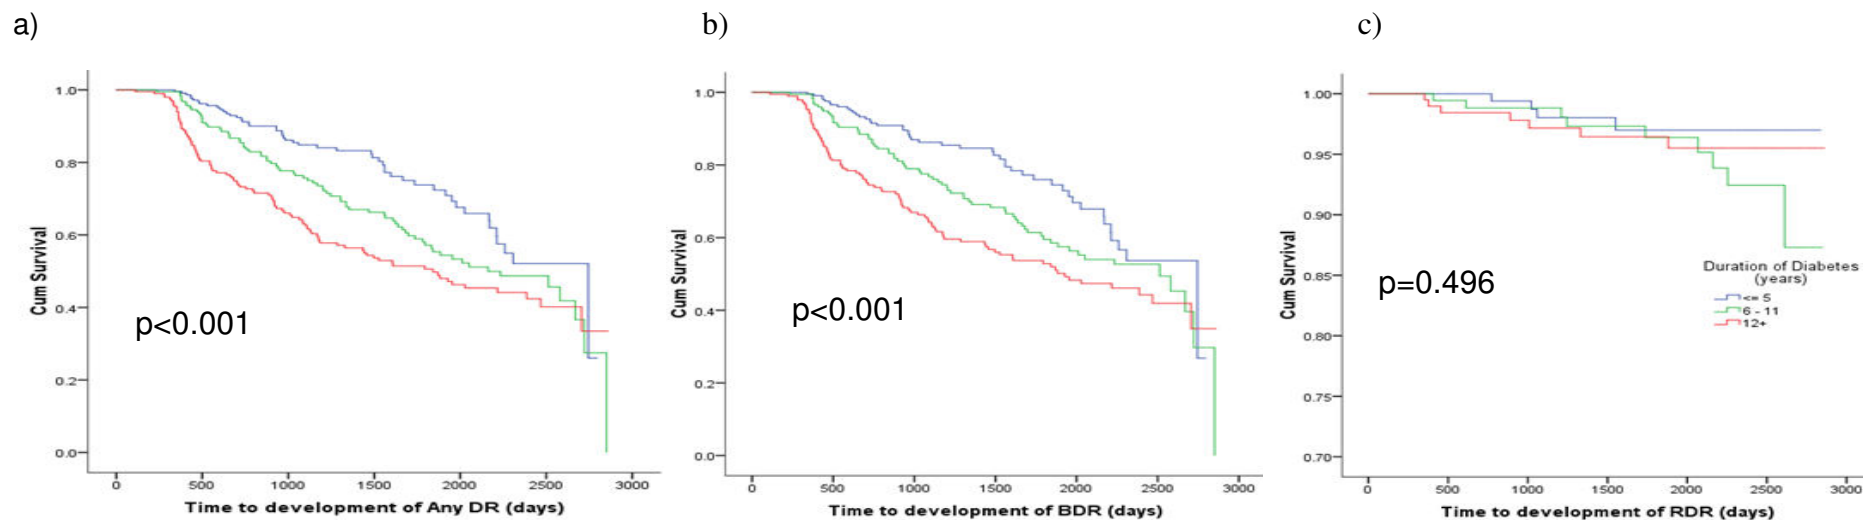 a)
b)
c)
1.0
0.8
0.6
0.4
0.2
0.0
Cum Survival
p<0.001
0 500 1000 1500 2000 2500 3000
Time to development of Any DR (days)
1.0
0.8
0.6
0.4
0.2
0.0
Cum Survival
p<0.001
0 500 1000 1500 2000 2500 3000
Time to development of BDR (days)
1.00
0.95
0.90
0.85
0.80
0.75
0.70
Cum Survival
p=0.496
Duration of Diabetes
(years)
<= 5
6 - 11
12+
0 500 1000 1500 2000 2500 3000
Time to development of RDR (days)